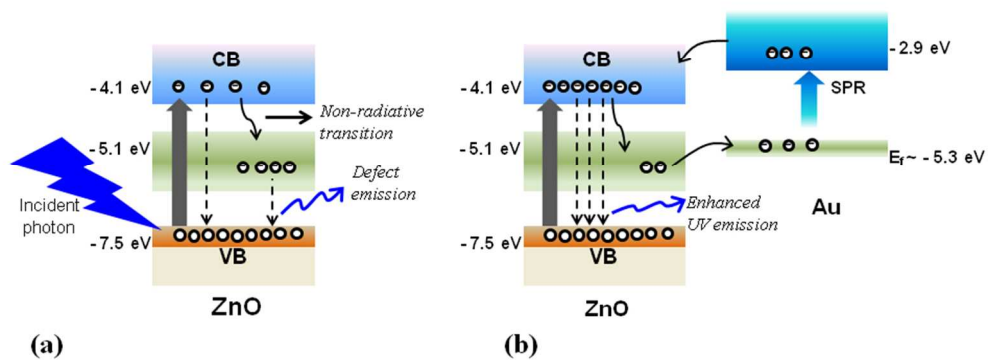 CB
- 4.1 eV
Non-radiative
transition
- 5.1 eV
Defect
emission
Incident
photon
- 7.5 eV
VB
ZnO
(a)
CB
- 4.1 eV
- 2.9 eV
SPR
- 5.1 eV
Ef~ - 5.3 eV
Au
Enhanced
UV emission
- 7.5 eV
VB
ZnO
(b)